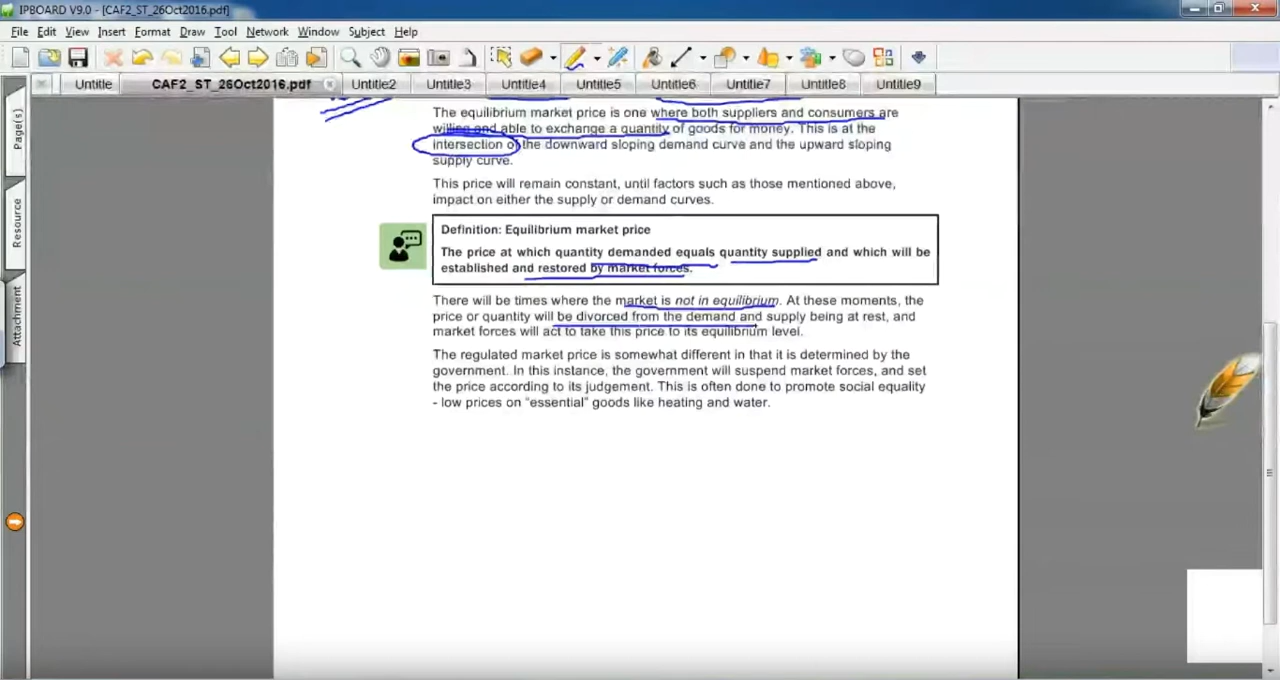 IPBOARD V9.0 - [CAF2_ST_26Oct2016.pdf]
File Edit View Insert Format Draw Tool Network Window Subject Help
Untitle CAF2_ST_26Oct2016.pdf Untitle2 Untitle3 Untitle4 Untitle5 Untitle6 Untitle7 Untitle8 Untitle9
Page(s)
Resource
Attachment
The equilibrium market price is one where both suppliers and consumers are
willing and able to exchange a quantity of goods for money. This is at the
intersection of the downward sloping demand curve and the upward sloping
supply curve.
This price will remain constant, until factors such as those mentioned above,
impact on either the supply or demand curves.
Definition: Equilibrium market price
The price at which quantity demanded equals quantity supplied and which will be
established and restored by market forces.
There will be times where the market is not in equilibrium. At these moments, the
price or quantity will be divorced from the demand and supply being at rest, and
market forces will act to take this price to its equilibrium level.
The regulated market price is somewhat different in that it is determined by the
government. In this instance, the government will suspend market forces, and set
the price according to its judgement. This is often done to promote social equality
- low prices on "essential" goods like heating and water.